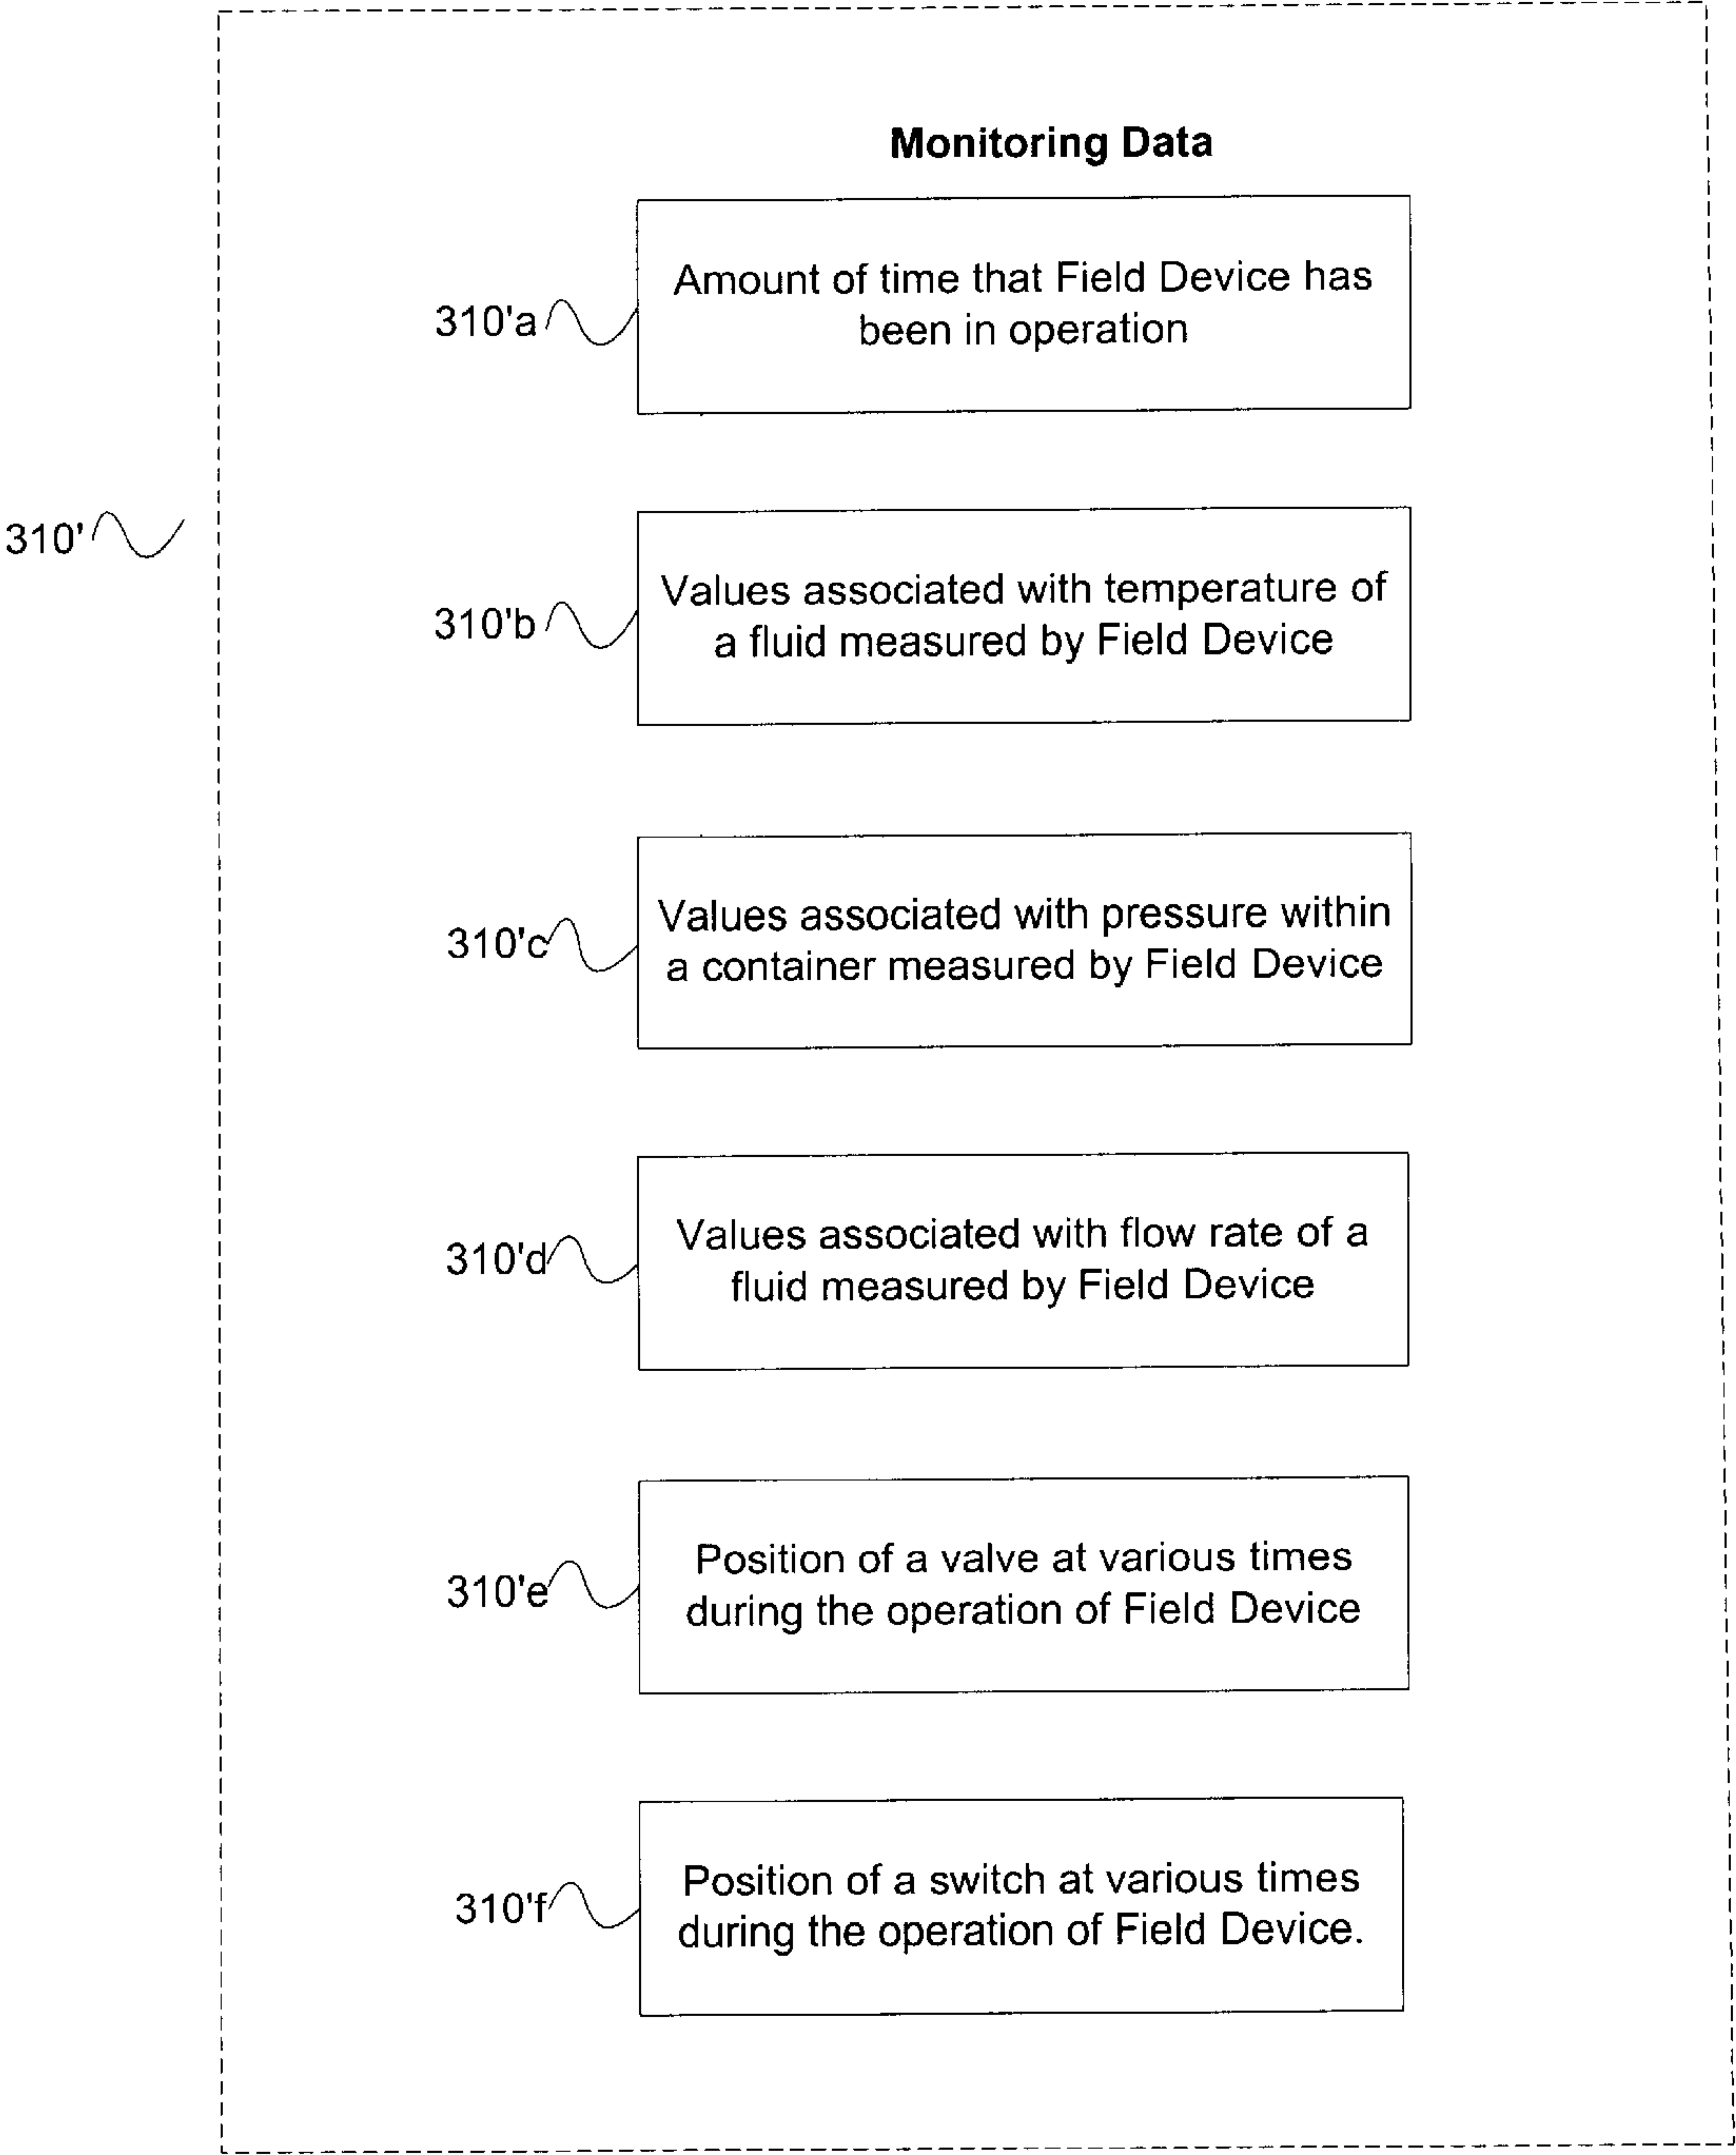 Monitoring Data
310'
310'a
Amount of time that Field Device has
been in operation
310'b
Values associated with temperature of
a fluid measured by Field Device
310'c
Values associated with pressure within
a container measured by Field Device
310'd
Values associated with flow rate of a
fluid measured by Field Device
310'e
Position of a valve at various times
during the operation of Field Device
310'f
Position of a switch at various times
during the operation of Field Device.